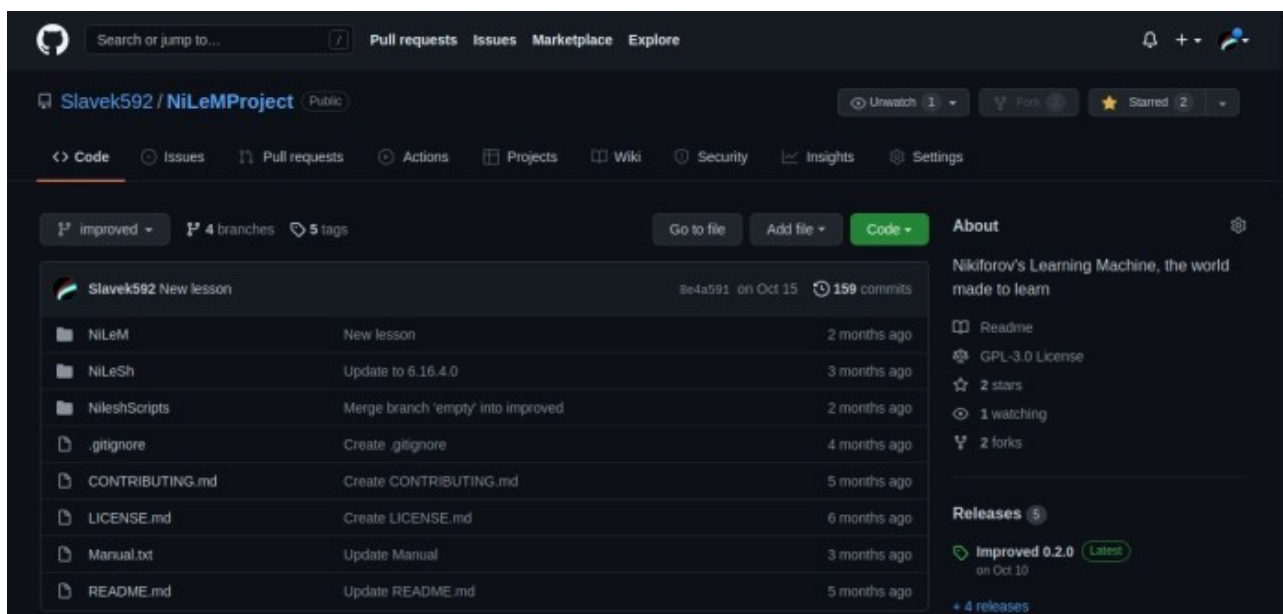 Search or jump to... / Pull requests Issues Marketplace Explore
Slavek592 / NiLeMProject Public
Unwatch 1 Fork 2 Starred 2
Code Issues Pull requests Actions Projects Wiki Security Insights Settings
improved 4 branches 5 tags Go to file Add file Code
Slavek592 New lesson 8e4a591 on Oct 15 159 commits
NiLeM New lesson 2 months ago
NiLeSh Update to 6.16.4.0 3 months ago
NileshScripts Merge branch 'empty' into improved 2 months ago
.gitignore Create .gitignore 4 months ago
CONTRIBUTING.md Create CONTRIBUTING.md 5 months ago
LICENSE.md Create LICENSE.md 6 months ago
Manual.txt Update Manual 3 months ago
README.md Update README.md 5 months ago
About
Nikiforov's Learning Machine, the world
made to learn
Readme
GPL-3.0 License
2 stars
1 watching
2 forks
Releases 5
Improved 0.2.0 Latest
on Oct 10
+ 4 releases